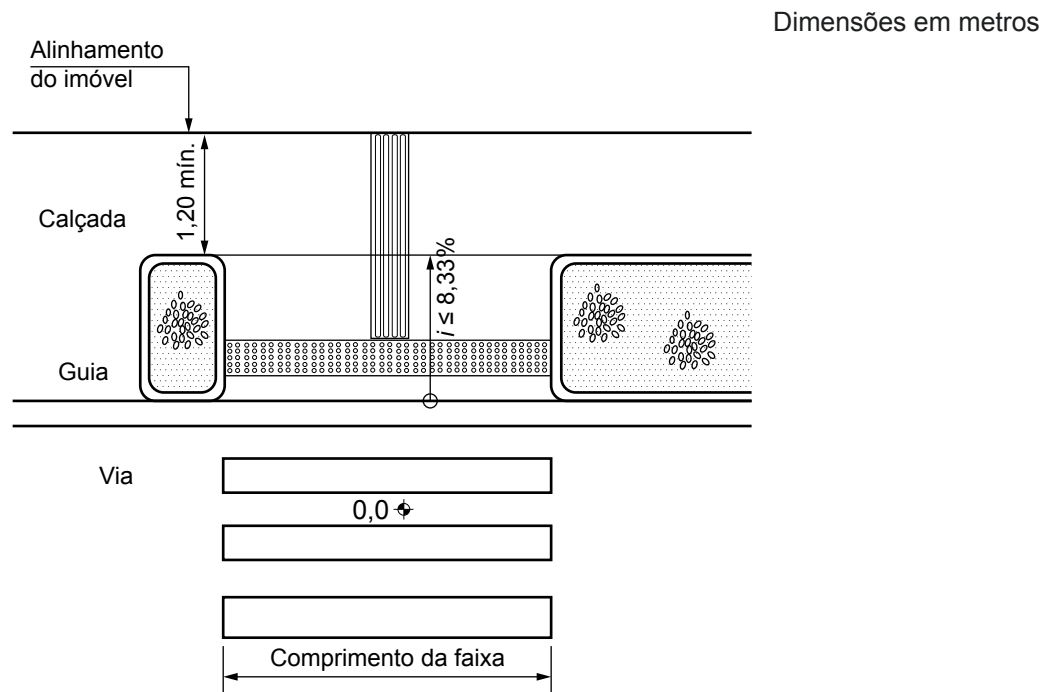 Dimensões em metros
Alinhamento
do imóvel
1,20 mín.
Calçada
i ≤ 8,33%
Guia
Via
0,0
Comprimento da faixa